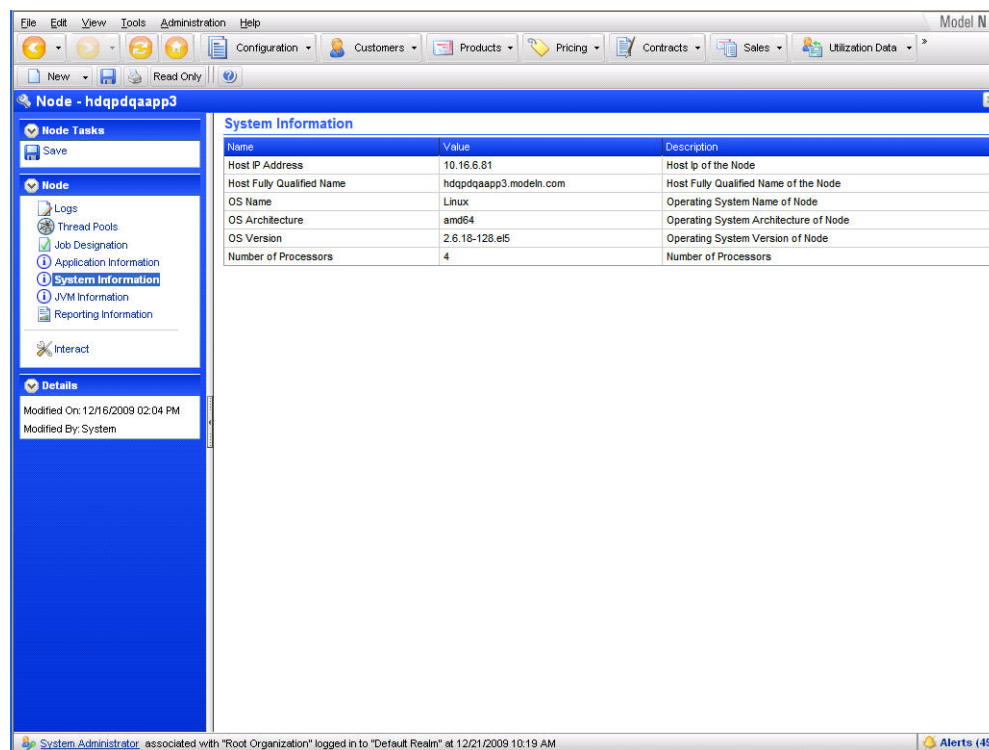 File Edit View Tools Administration Help Model N
Configuration Customers Products Pricing Contracts Sales Utilization Data »
New Read Only
Node - hdqpdqaapp3
Node Tasks
Save
Node
Logs
Thread Pools
Job Designation
Application Information
System Information
JVM Information
Reporting Information
Interact
Details
Modified On: 12/16/2009 02:04 PM
Modified By: System
System Information
Name Value Description
Host IP Address 10.16.6.81 Host Ip of the Node
Host Fully Qualified Name hdqpdqaapp3.modeln.com Host Fully Qualified Name of the Node
OS Name Linux Operating System Name of Node
OS Architecture amd64 Operating System Architecture of Node
OS Version 2.6.18-128.el5 Operating System Version of Node
Number of Processors 4 Number of Processors
System Administrator associated with "Root Organization" logged in to "Default Realm" at 12/21/2009 10:19 AM Alerts (45